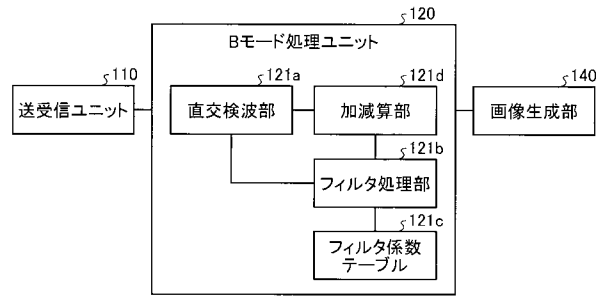 120
Bモード処理ユニット
110
送受信ユニット
121a
直交検波部
121d
加減算部
140
画像生成部
121b
フィルタ処理部
121c
フィルタ係数
テーブル